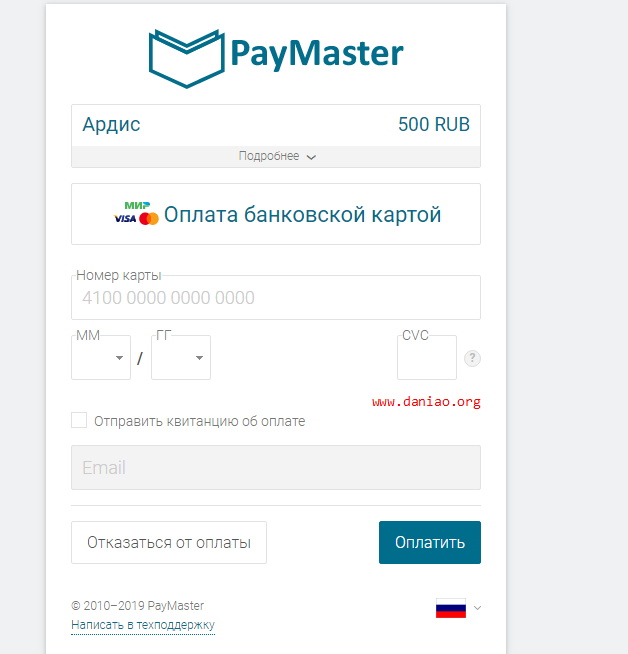 PayMaster
Ардис 500 RUB
Подробнее
МИР
VISA Оплата банковской картой
Номер карты
4100 0000 0000 0000
ММ ГГ CVC
/ ?
www.daniao.org
Отправить квитанцию об оплате
Email
Отказаться от оплаты Оплатить
© 2010–2019 PayMaster
Написать в техподдержку